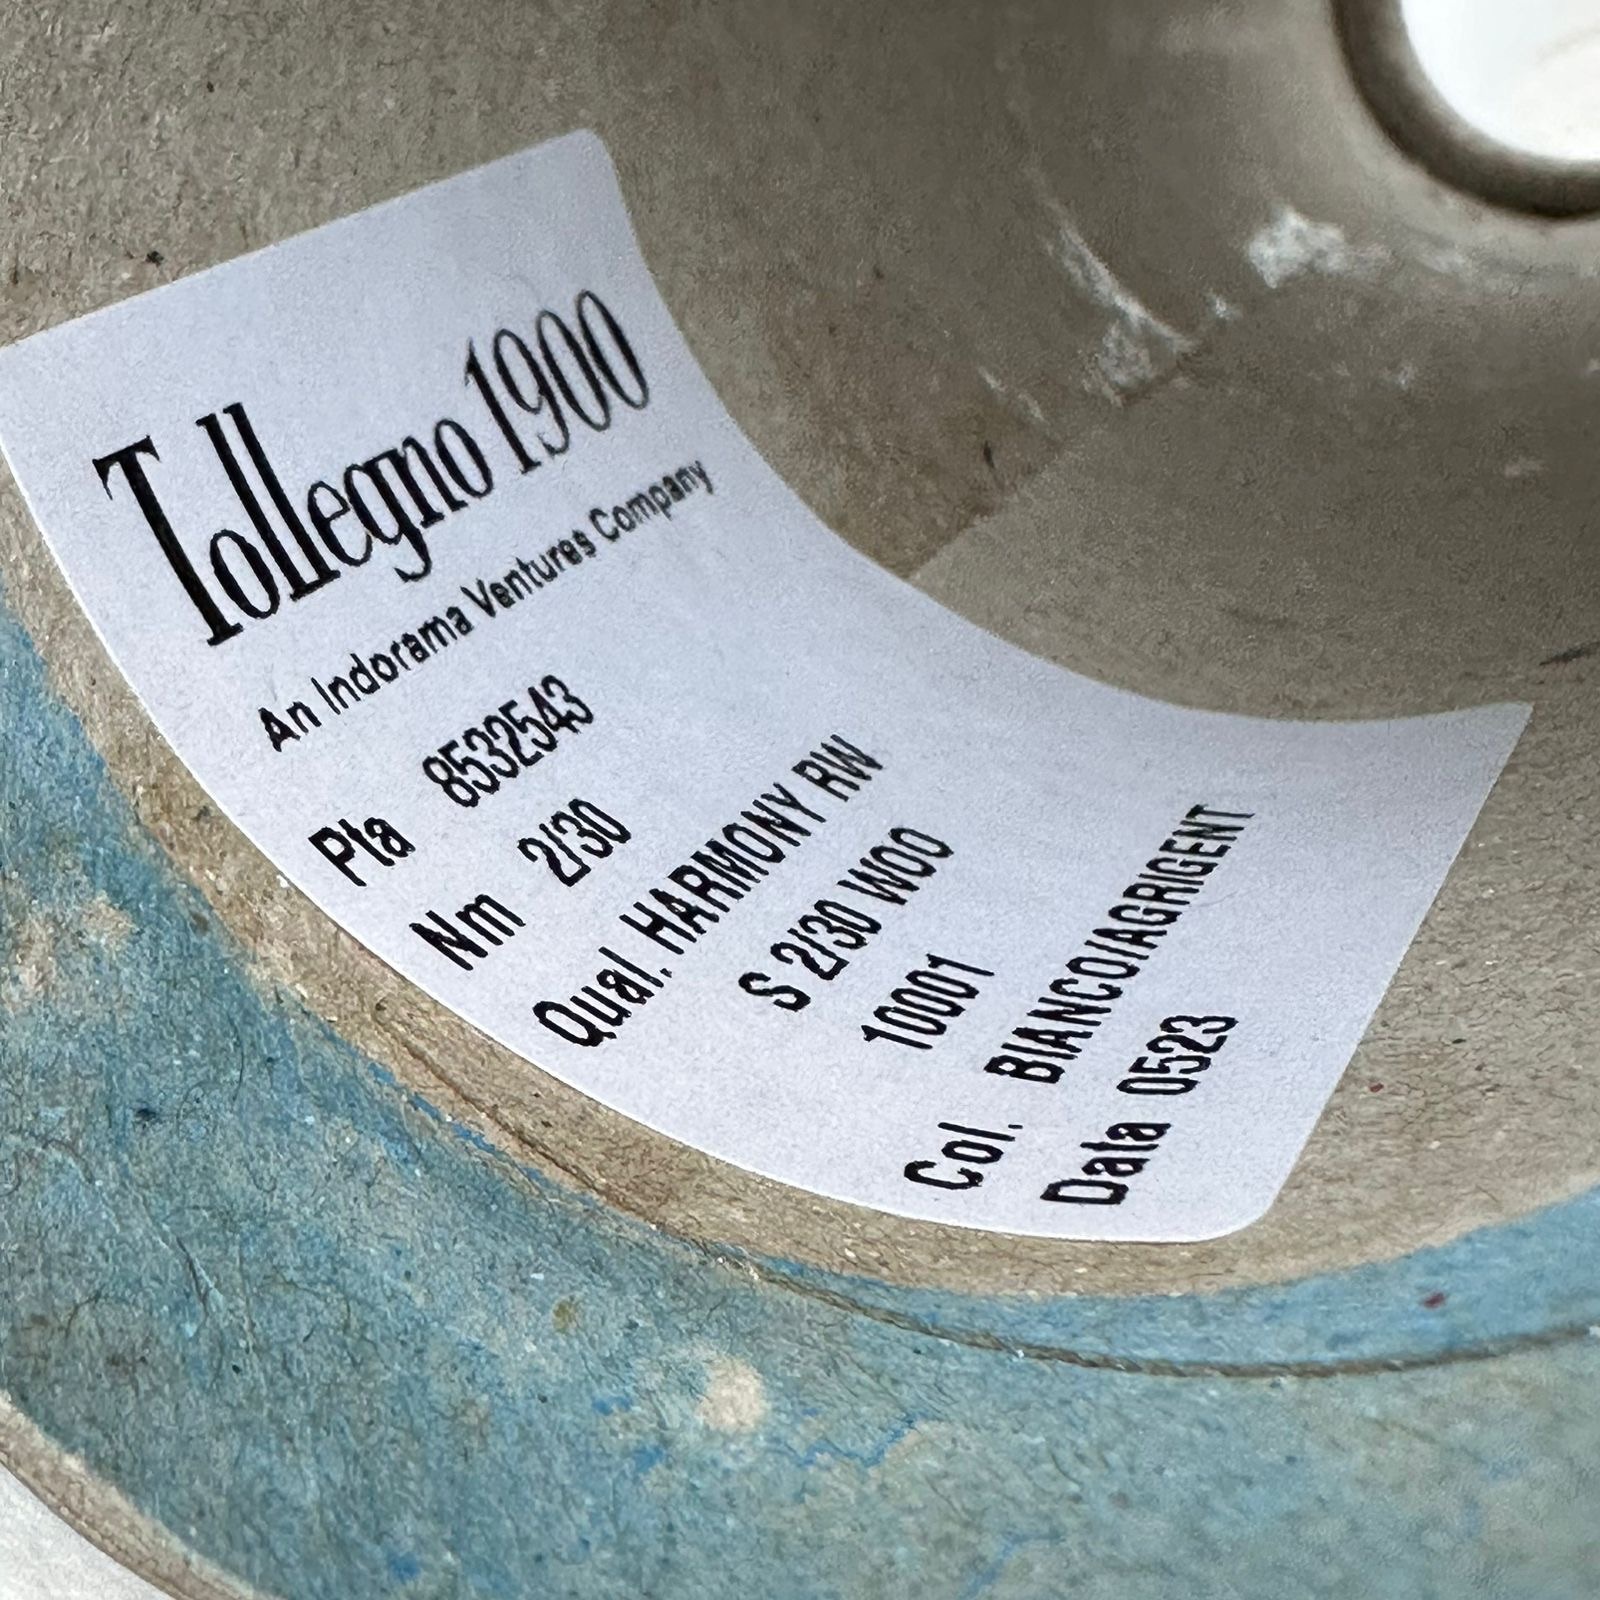 Tollegno 1900
An Indorama Ventures Company
Pta 8532543
Nm 2/30
Qual. HARMONY RW
S 2/30 W00
10001
Col. BIANCO/AGRIGENT
Data 0523